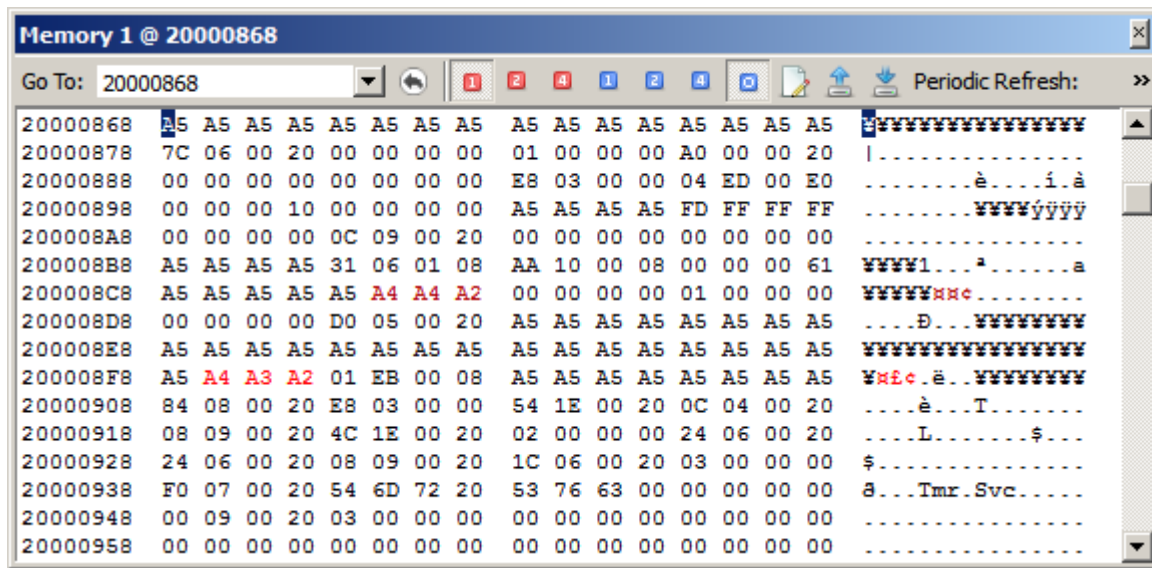 Memory 1 @ 20000868
Go To: 20000868 1 2 4 1 2 4 Periodic Refresh: »
20000868 A5 A5 A5 A5 A5 A5 A5 A5 A5 A5 A5 A5 A5 A5 A5 A5 ¥¥¥¥¥¥¥¥¥¥¥¥¥¥¥¥
20000878 7C 06 00 20 00 00 00 00 01 00 00 00 A0 00 00 20 |...............
20000888 00 00 00 00 00 00 00 00 E8 03 00 00 04 ED 00 E0 ........è....í.à
20000898 00 00 00 10 00 00 00 00 A5 A5 A5 A5 FD FF FF FF ........¥¥¥¥ýÿÿÿ
200008A8 00 00 00 00 0C 09 00 20 00 00 00 00 00 00 00 00 ................
200008B8 A5 A5 A5 A5 31 06 01 08 AA 10 00 08 00 00 00 61 ¥¥¥¥1...ª......a
200008C8 A5 A5 A5 A5 A5 A4 A4 A2 00 00 00 00 01 00 00 00 ¥¥¥¥¥¤¤¢........
200008D8 00 00 00 00 D0 05 00 20 A5 A5 A5 A5 A5 A5 A5 A5 ....Ð...¥¥¥¥¥¥¥¥
200008E8 A5 A5 A5 A5 A5 A5 A5 A5 A5 A5 A5 A5 A5 A5 A5 A5 ¥¥¥¥¥¥¥¥¥¥¥¥¥¥¥¥
200008F8 A5 A4 A3 A2 01 EB 00 08 A5 A5 A5 A5 A5 A5 A5 A5 ¥¤£¢.ë..¥¥¥¥¥¥¥¥
20000908 84 08 00 20 E8 03 00 00 54 1E 00 20 0C 04 00 20 ....è...T.......
20000918 08 09 00 20 4C 1E 00 20 02 00 00 00 24 06 00 20 ....L.......$...
20000928 24 06 00 20 08 09 00 20 1C 06 00 20 03 00 00 00 $...............
20000938 F0 07 00 20 54 6D 72 20 53 76 63 00 00 00 00 00 ð...Tmr.Svc.....
20000948 00 09 00 20 03 00 00 00 00 00 00 00 00 00 00 00 ................
20000958 00 00 00 00 00 00 00 00 00 00 00 00 00 00 00 00 ................